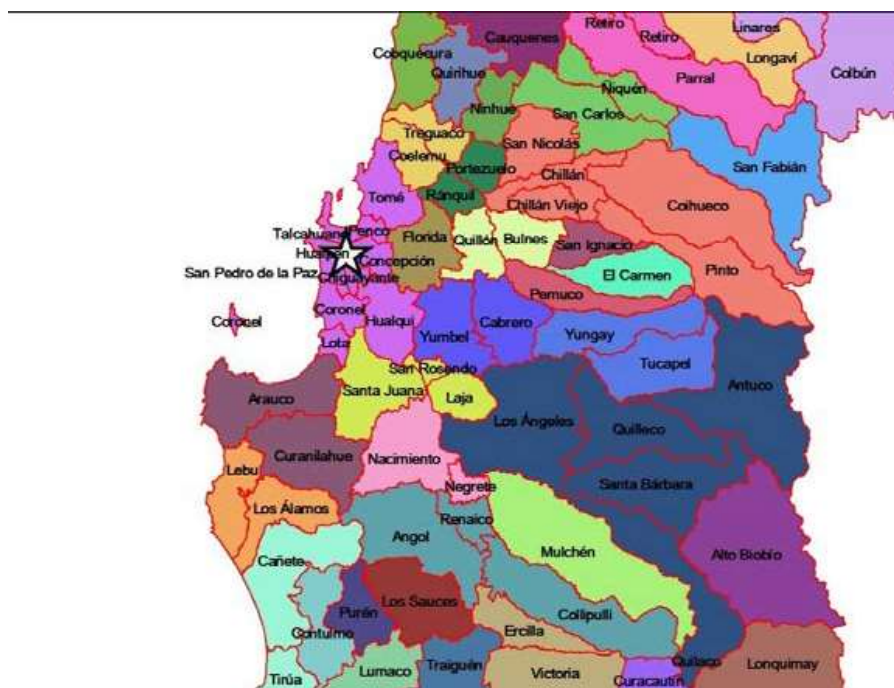 Retiro
Linares
Cauquenes
Retiro
Cobquecura
Longaví
Quirihue
Parral
Colbún
Ñiquén
Ninhue
San Carlos
Treguaco
San Nicolás
Coelemu
Portezuelo
San Fabián
Chillán
Tomé
Ránquil
Chillán Viejo
Coihueco
Talcahuano
Penco
Florida
Quillón
Bulnes
San Ignacio
Hualpén
Concepción
Pinto
San Pedro de la Paz
Chiguayante
El Carmen
Pemuco
Coronel
Coronel
Hualqui
Cabrero
Yumbel
Yungay
Lota
San Rosendo
Tucapel
Santa Juana
Antuco
Arauco
Laja
Los Ángeles
Quilleco
Curanilahue
Nacimiento
Lebu
Negrete
Santa Bárbara
Los Álamos
Renaico
Angol
Mulchén
Alto Biobío
Cañete
Los Sauces
Purén
Collipulli
Contulmo
Ercilla
Quilaco
Lonquimay
Traiguén
Lumaco
Victoria
Tirúa
Curacautín